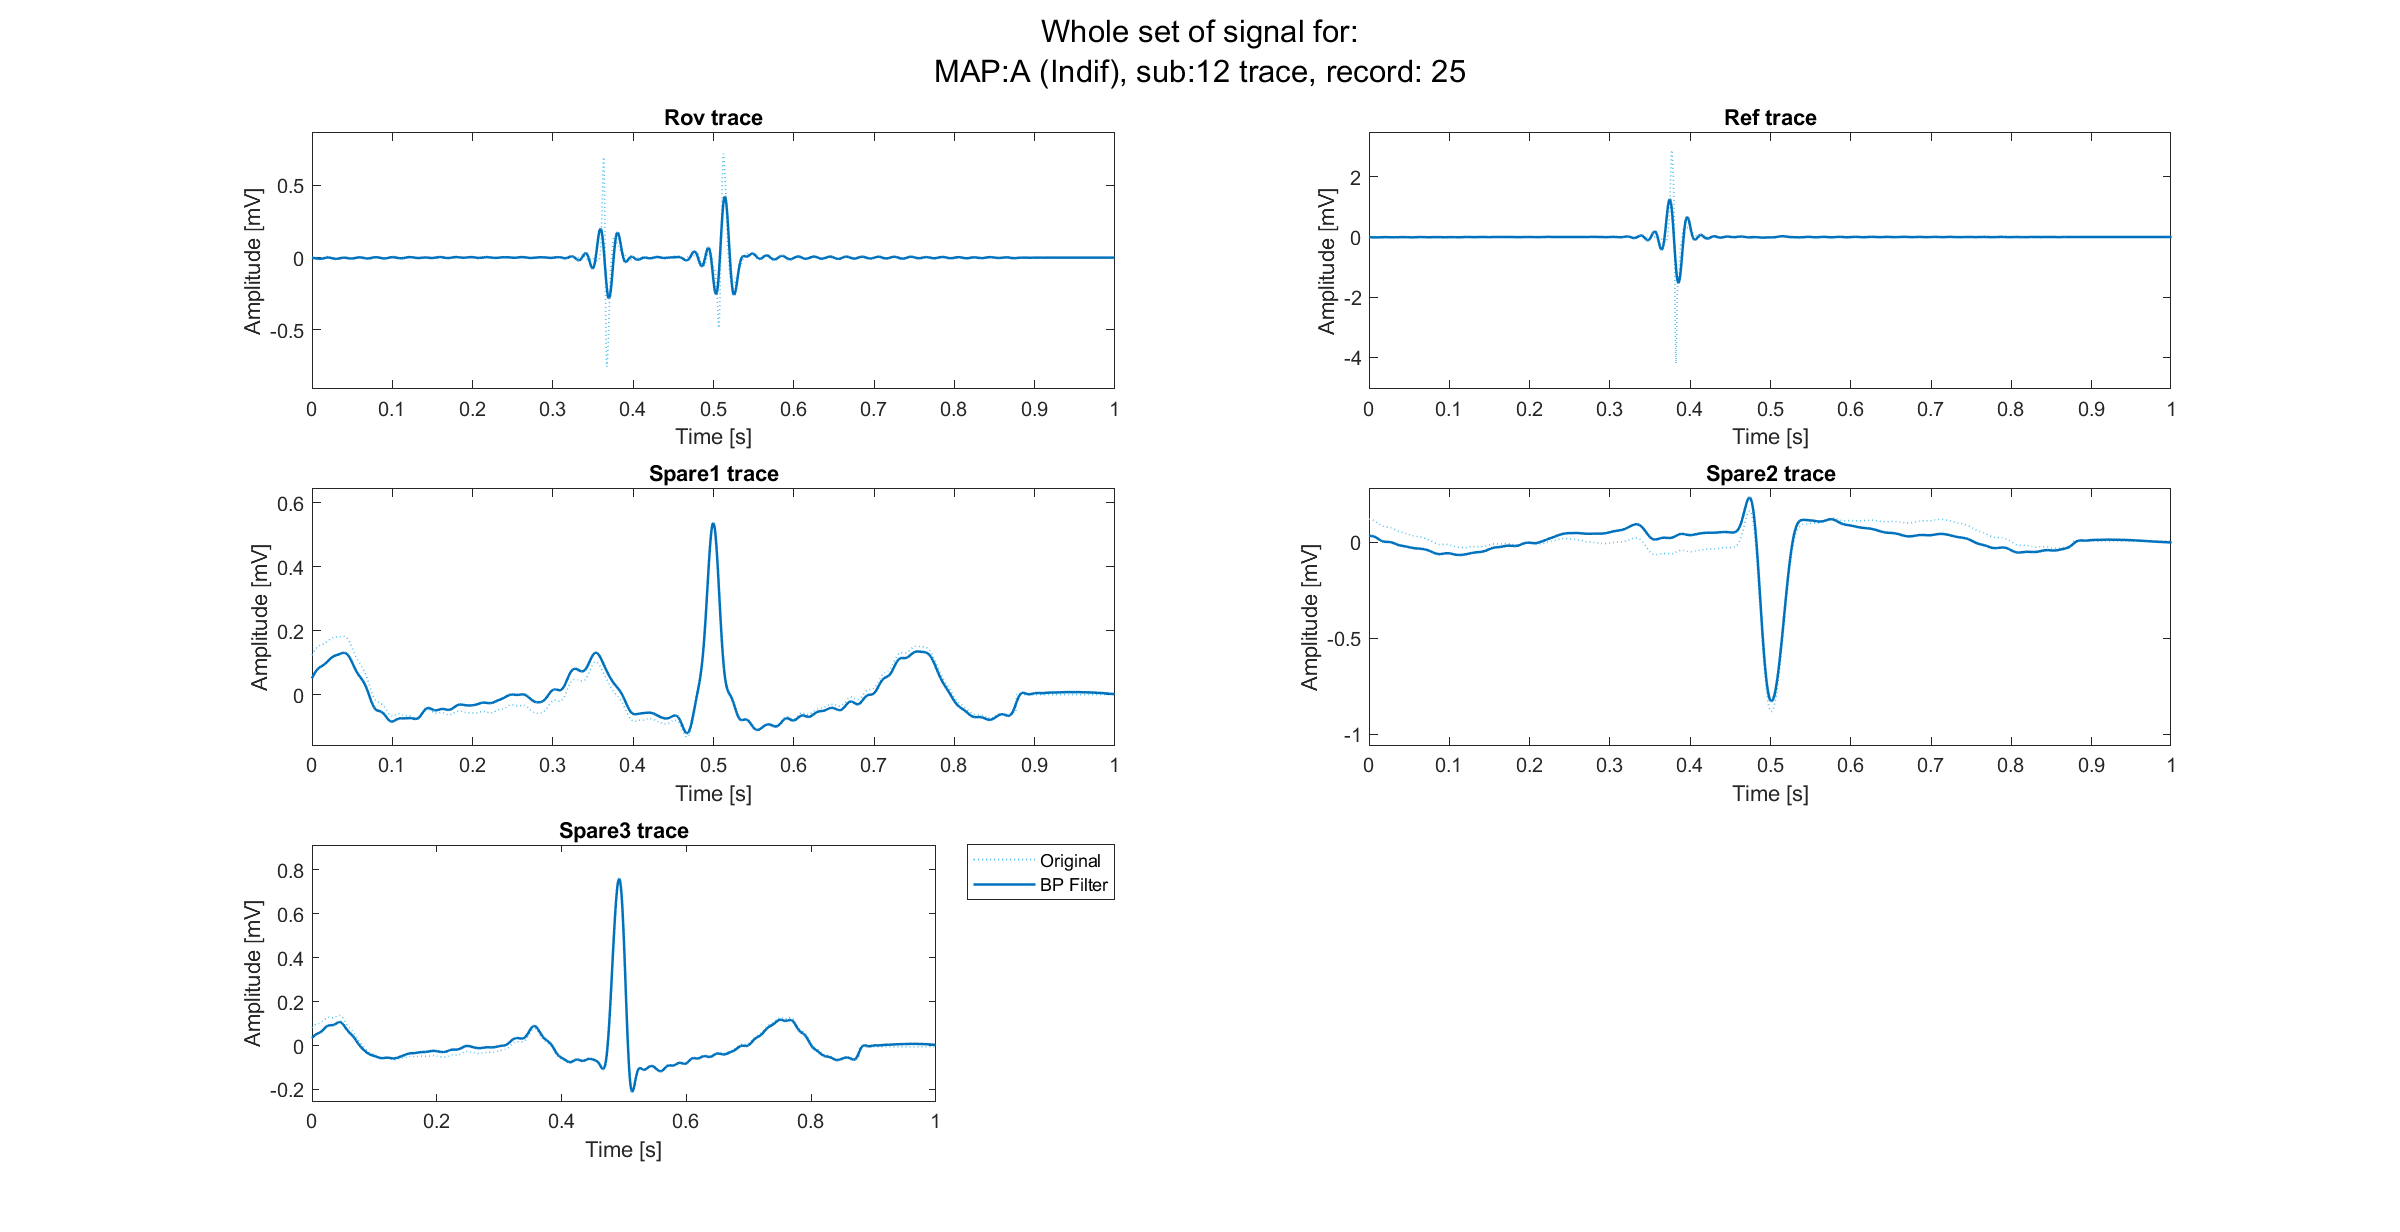 Whole set of signal for:
MAP:A (Indif), sub:12 trace, record: 25
Rov trace
Amplitude [mV]
0.5
0
-0.5
0 0.1 0.2 0.3 0.4 0.5 0.6 0.7 0.8 0.9 1
Time [s]
Ref trace
Amplitude [mV]
2
0
-2
-4
0 0.1 0.2 0.3 0.4 0.5 0.6 0.7 0.8 0.9 1
Time [s]
Spare1 trace
Amplitude [mV]
0.6
0.4
0.2
0
0 0.1 0.2 0.3 0.4 0.5 0.6 0.7 0.8 0.9 1
Time [s]
Spare2 trace
Amplitude [mV]
0
-0.5
-1
0 0.1 0.2 0.3 0.4 0.5 0.6 0.7 0.8 0.9 1
Time [s]
Spare3 trace
Amplitude [mV]
0.8
0.6
0.4
0.2
0
-0.2
0 0.2 0.4 0.6 0.8 1
Time [s]
Original
BP Filter